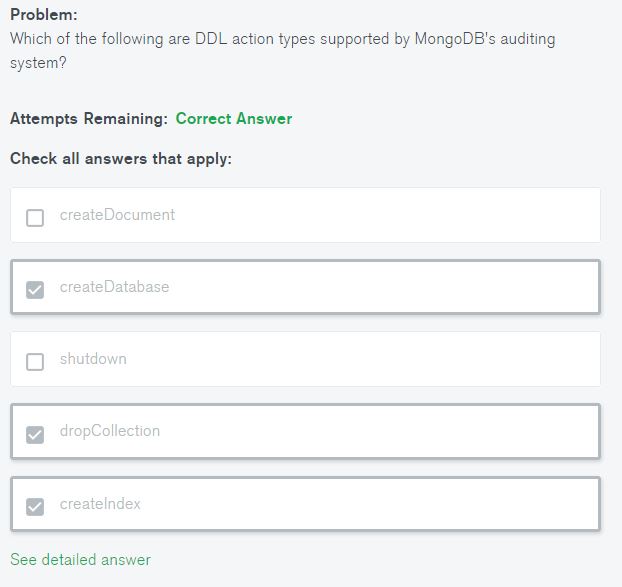 Problem:
Which of the following are DDL action types supported by MongoDB's auditing
system?
Attempts Remaining: Correct Answer
Check all answers that apply:
createDocument
createDatabase
shutdown
dropCollection
createIndex
See detailed answer